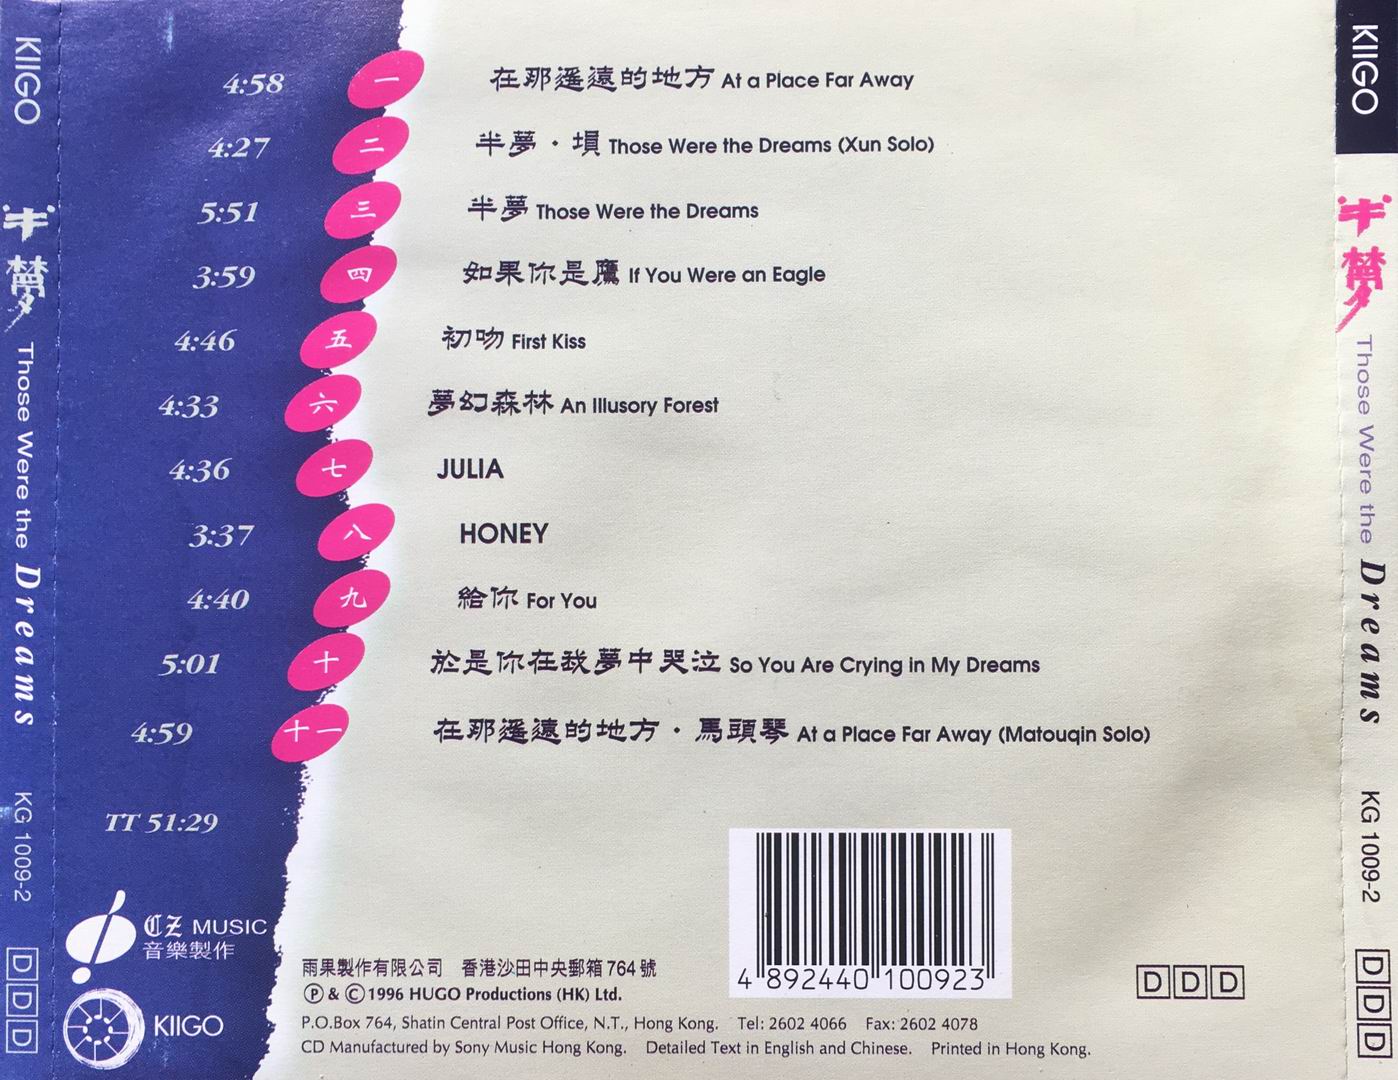 KIIGO
半夢
Those Were the Dreams
KG 1009-2
DDD
4:58 一 在那遙遠的地方 At a Place Far Away
4:27 二 半夢・塤 Those Were the Dreams (Xun Solo)
5:51 三 半夢 Those Were the Dreams
3:59 四 如果你是鷹 If You Were an Eagle
4:46 五 初吻 First Kiss
4:33 六 夢幻森林 An Illusory Forest
4:36 七 JULIA
3:37 八 HONEY
4:40 九 給你 For You
5:01 十 於是你在我夢中哭泣 So You Are Crying in My Dreams
4:59 十一 在那遙遠的地方・馬頭琴 At a Place Far Away (Matouqin Solo)
TT 51:29
CZ MUSIC
音樂製作
KIIGO
4 892440 100923
DDD
雨果製作有限公司 香港沙田中央郵箱764號
Ⓟ & © 1996 HUGO Productions (HK) Ltd.
P.O.Box 764, Shatin Central Post Office, N.T., Hong Kong. Tel: 2602 4066 Fax: 2602 4078
CD Manufactured by Sony Music Hong Kong. Detailed Text in English and Chinese. Printed in Hong Kong.
KIIGO
半夢
Those Were the Dreams
KG 1009-2
DDD